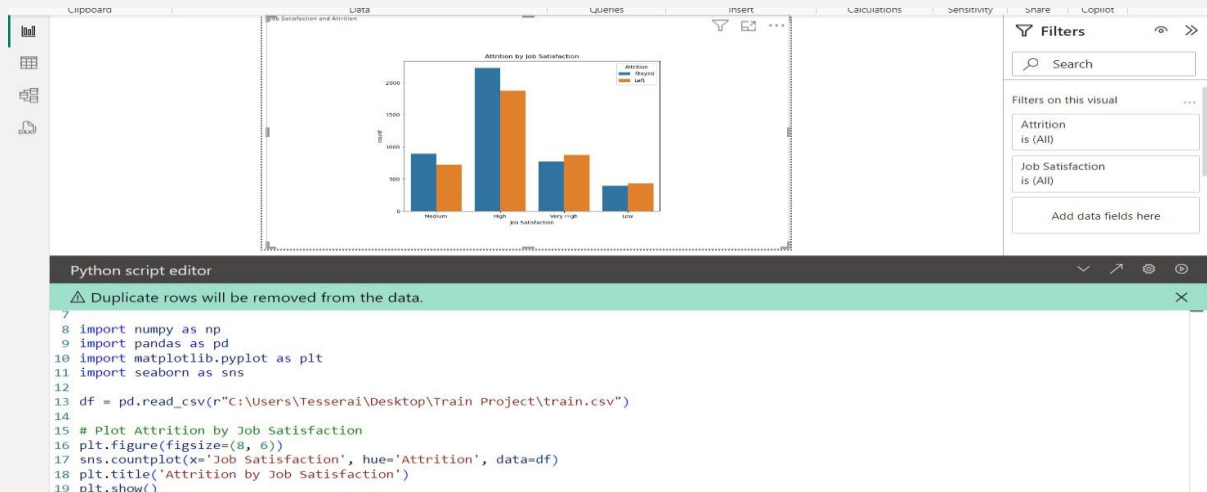 Clipboard Data Queries Insert Calculations Sensitivity Share Copilot
Job Satisfaction and Attrition
Attrition by Job Satisfaction
Attrition
Stayed
Left
2000
1500
1000
500
0
count
Medium High Very High Low
Job Satisfaction
Filters
Search
Filters on this visual
Attrition
is (All)
Job Satisfaction
is (All)
Add data fields here
DAX
Python script editor
Duplicate rows will be removed from the data.
7
8 import numpy as np
9 import pandas as pd
10 import matplotlib.pyplot as plt
11 import seaborn as sns
12
13 df = pd.read_csv(r"C:\Users\Tesserai\Desktop\Train Project\train.csv")
14
15 # Plot Attrition by Job Satisfaction
16 plt.figure(figsize=(8, 6))
17 sns.countplot(x='Job Satisfaction', hue='Attrition', data=df)
18 plt.title('Attrition by Job Satisfaction')
19 plt.show()